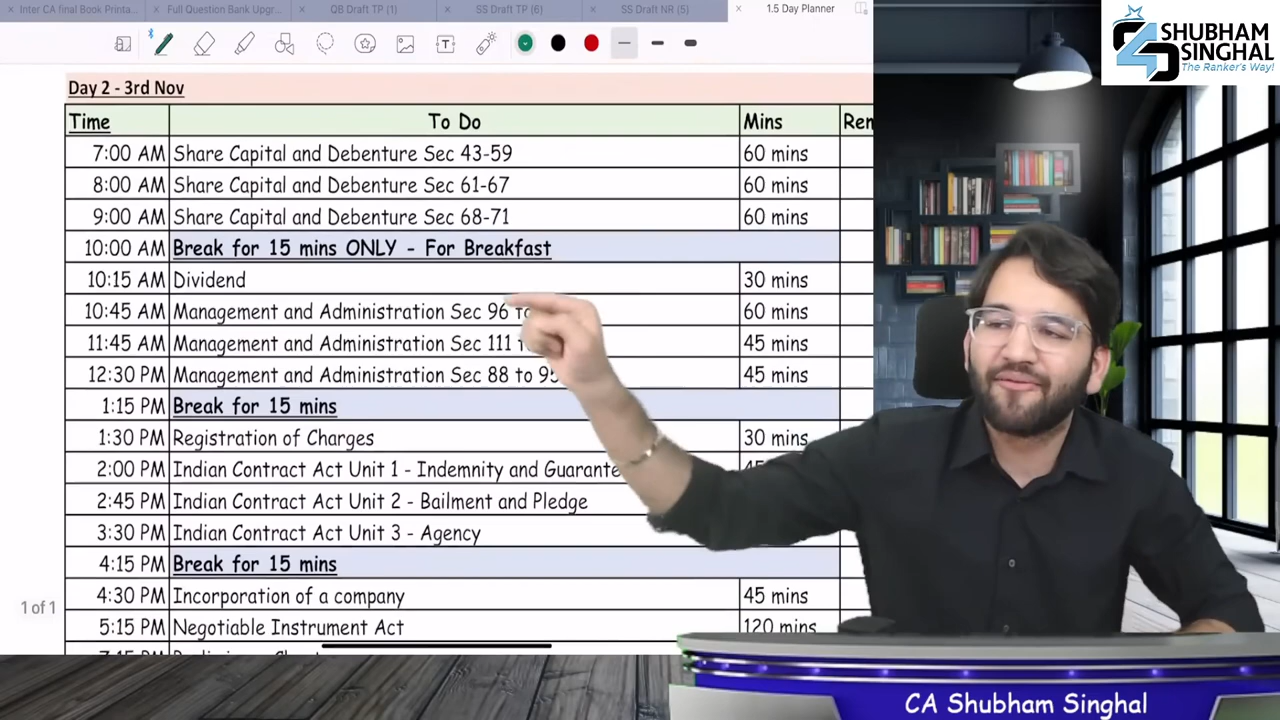 Inter CA final Book Printa...
Full Question Bank Upgr...
QB Draft TP (1)
SS Draft TP (6)
SS Draft NR (5)
1.5 Day Planner
SHUBHAM
SINGHAL
The Ranker's Way!
Day 2 - 3rd Nov
Time To Do Mins Rem
7:00 AM Share Capital and Debenture Sec 43-59 60 mins
8:00 AM Share Capital and Debenture Sec 61-67 60 mins
9:00 AM Share Capital and Debenture Sec 68-71 60 mins
10:00 AM Break for 15 mins ONLY - For Breakfast
10:15 AM Dividend 30 mins
10:45 AM Management and Administration Sec 96 to 60 mins
11:45 AM Management and Administration Sec 111 45 mins
12:30 PM Management and Administration Sec 88 to 95 45 mins
1:15 PM Break for 15 mins
1:30 PM Registration of Charges 30 mins
2:00 PM Indian Contract Act Unit 1 - Indemnity and Guarante
2:45 PM Indian Contract Act Unit 2 - Bailment and Pledge
3:30 PM Indian Contract Act Unit 3 - Agency
4:15 PM Break for 15 mins
4:30 PM Incorporation of a company 45 mins
5:15 PM Negotiable Instrument Act 120 mins
1 of 1
CA Shubham Singhal